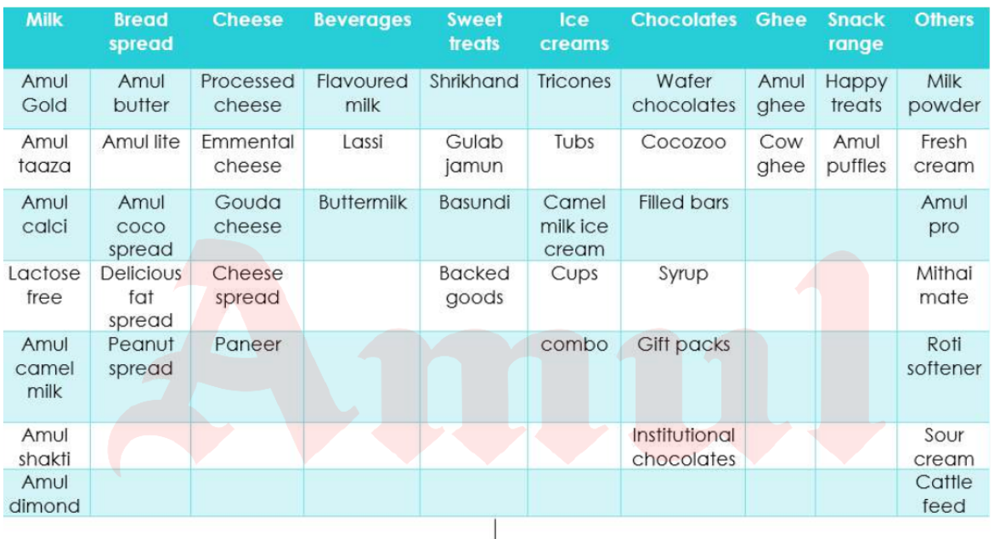 Milk Bread Cheese Beverages Sweet Ice Chocolates Ghee Snack Others
spread treats creams range
Amul Amul Processed Flavoured Shrikhand Tricones Wafer Amul Happy Milk
Gold butter cheese milk chocolates ghee treats powder
Amul Amul lite Emmental Lassi Gulab Tubs Cocozoo Cow Amul Fresh
taaza cheese jamun ghee puffles cream
Amul Amul Gouda Buttermilk Basundi Camel Filled bars Amul
calci coco cheese milk ice pro
spread cream
Lactose Delicious Cheese Backed Cups Syrup Mithai
free fat spread goods mate
spread
Amul Peanut Paneer combo Gift packs Roti
camel spread softener
milk
Amul Institutional Sour
shakti chocolates cream
Amul Cattle
dimond feed
Amul